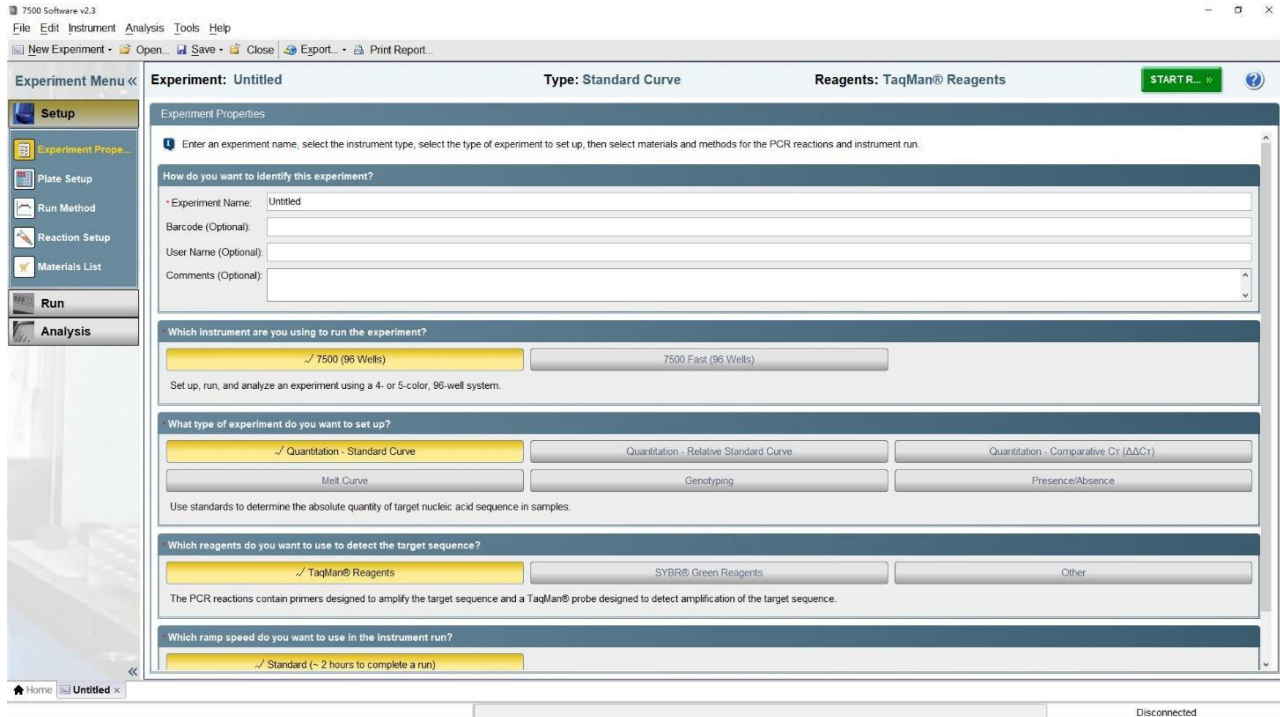 7500 Software v2.3
File Edit Instrument Analysis Tools Help
New Experiment Open... Save Close Export... Print Report...
Experiment Menu «
Experiment: Untitled Type: Standard Curve Reagents: TaqMan® Reagents START R... »
Setup
Experiment Prope...
Plate Setup
Run Method
Reaction Setup
Materials List
Run
Analysis
«
Experiment Properties
Enter an experiment name, select the instrument type, select the type of experiment to set up, then select materials and methods for the PCR reactions and instrument run.
How do you want to identify this experiment?
* Experiment Name: Untitled
Barcode (Optional):
User Name (Optional):
Comments (Optional):
* Which instrument are you using to run the experiment?
✓ 7500 (96 Wells) 7500 Fast (96 Wells)
Set up, run, and analyze an experiment using a 4- or 5-color, 96-well system.
* What type of experiment do you want to set up?
✓ Quantitation - Standard Curve Quantitation - Relative Standard Curve Quantitation - Comparative CT (ΔΔCT)
Melt Curve Genotyping Presence/Absence
Use standards to determine the absolute quantity of target nucleic acid sequence in samples.
* Which reagents do you want to use to detect the target sequence?
✓ TaqMan® Reagents SYBR® Green Reagents Other
The PCR reactions contain primers designed to amplify the target sequence and a TaqMan® probe designed to detect amplification of the target sequence.
* Which ramp speed do you want to use in the instrument run?
✓ Standard (~ 2 hours to complete a run)
Home Untitled ×
Disconnected